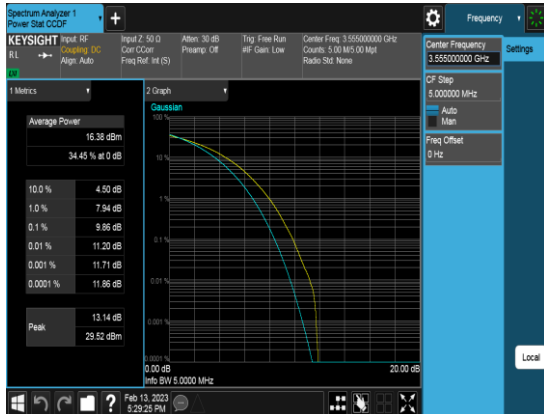 Spectrum Analyzer 1
Power Stat CCDF
+
Frequency
KEYSIGHT
RL
LXI
Input: RF
Coupling: DC
Align: Auto
Input Z: 50 Ω
Corr CCorr
Freq Ref: Int (S)
Atten: 30 dB
Preamp: Off
Trig: Free Run
#IF Gain: Low
Center Freq: 3.555000000 GHz
Counts: 5.00 M/5.00 Mpt
Radio Std: None
Center Frequency
3.555000000 GHz
Settings
CF Step
5.000000 MHz
Auto
Man
Freq Offset
0 Hz
Local
1 Metrics
Average Power
16.38 dBm
34.45 % at 0 dB
10.0 % 4.50 dB
1.0 % 7.94 dB
0.1 % 9.86 dB
0.01 % 11.20 dB
0.001 % 11.71 dB
0.0001 % 11.86 dB
Peak
13.14 dB
29.52 dBm
2 Graph
Gaussian
100 %
10 %
1 %
0.1 %
0.01 %
0.001 %
0.0001 %
0.00 dB 20.00 dB
Info BW 5.0000 MHz
?
Feb 13, 2023
5:29:25 PM